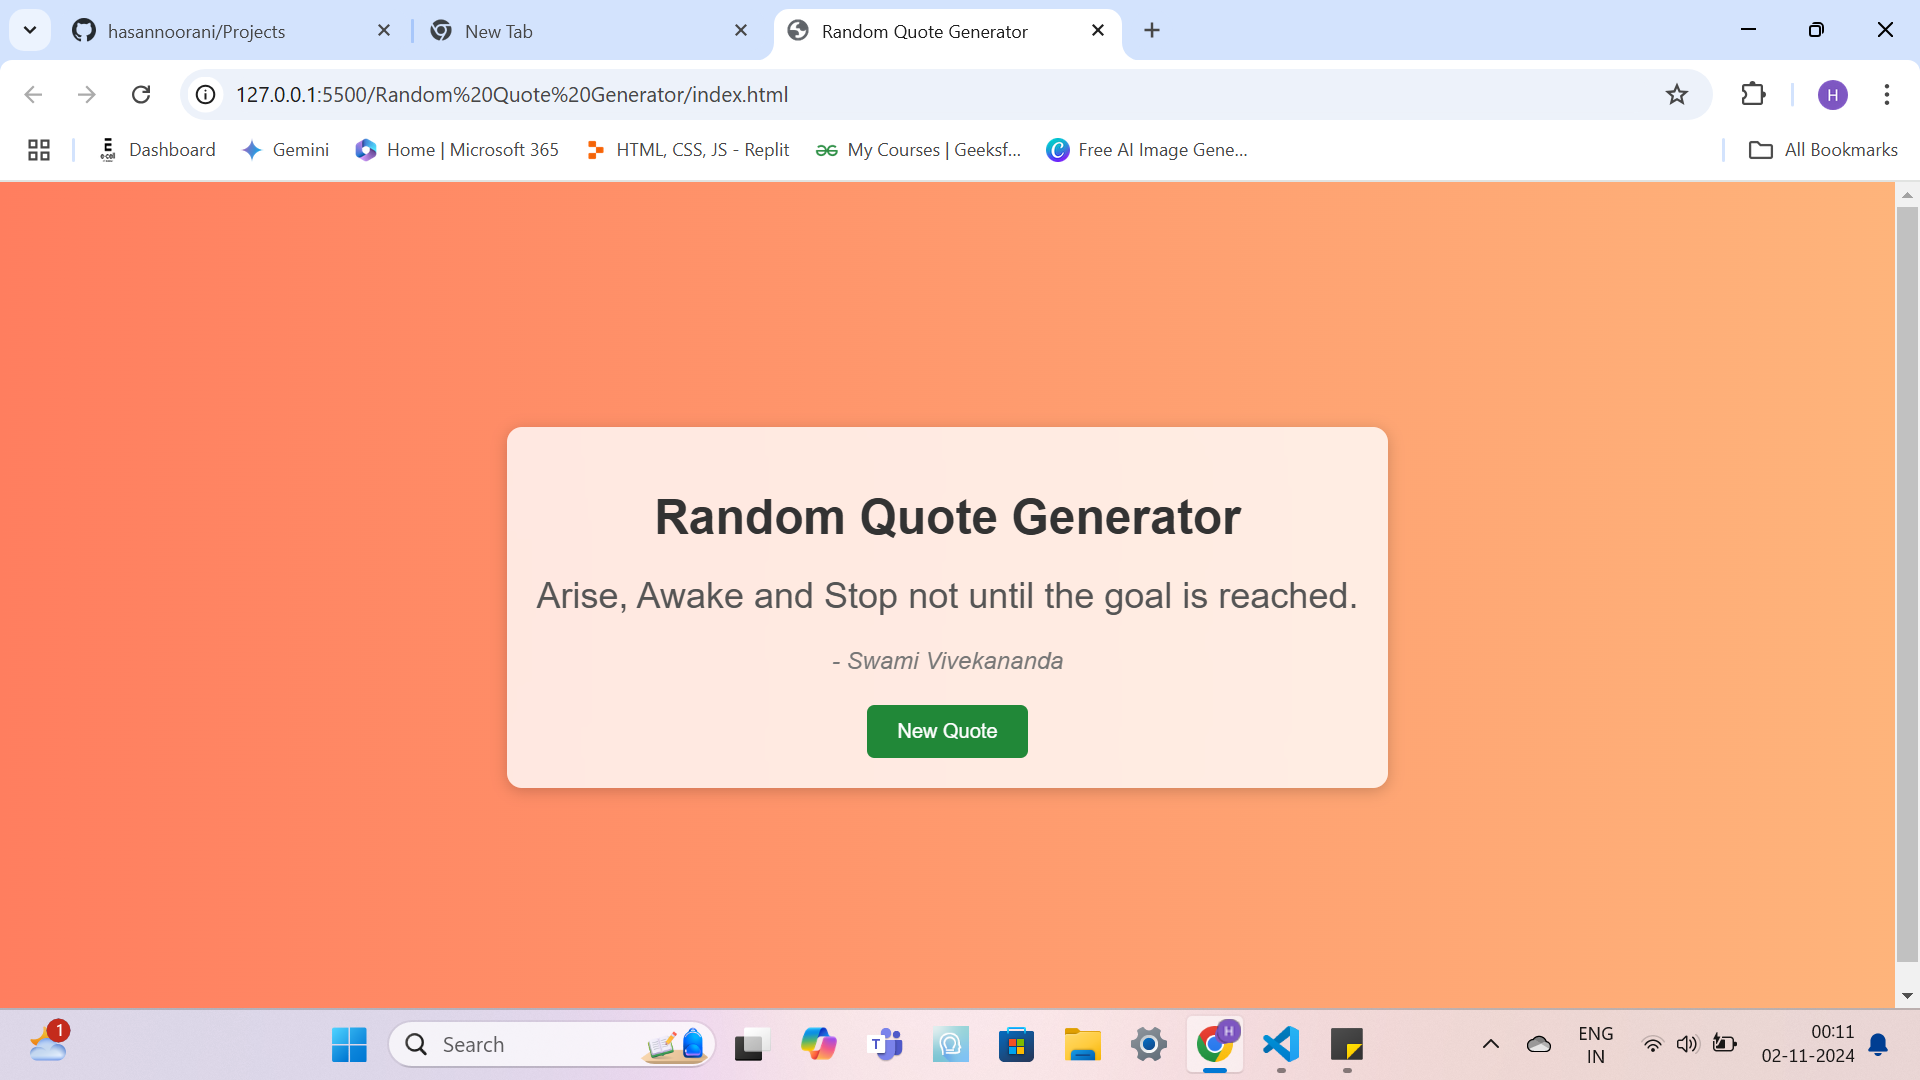 hasannoorani/Projects
New Tab
Random Quote Generator
127.0.0.1:5500/Random%20Quote%20Generator/index.html
H
Dashboard
Gemini
Home | Microsoft 365
HTML, CSS, JS - Replit
My Courses | Geeksf...
Free AI Image Gene...
All Bookmarks
Random Quote Generator
Arise, Awake and Stop not until the goal is reached.
- Swami Vivekananda
New Quote
1
Search
H
ENG
IN
00:11
02-11-2024